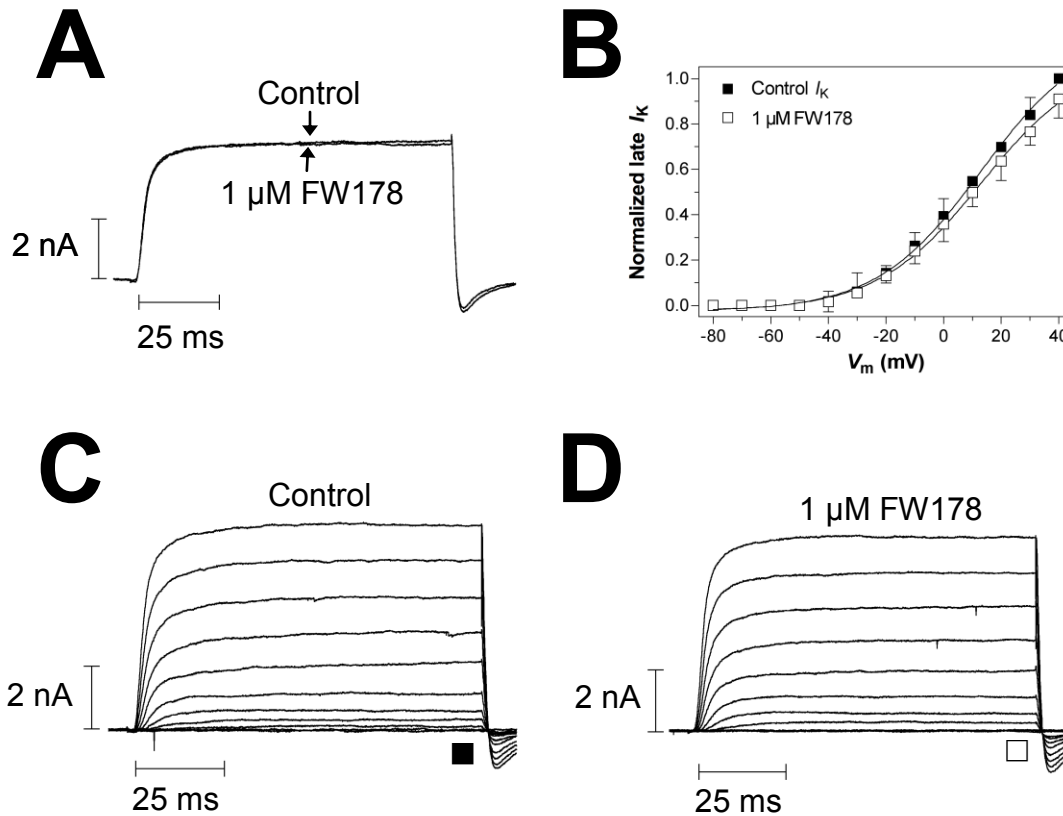 A
Control
1 µM FW178
2 nA
25 ms
B
Normalized late IK
1.0
0.8
0.6
0.4
0.2
0.0
Control IK
1 µM FW178
-80
-60
-40
-20
0
20
40
Vm (mV)
C
Control
2 nA
25 ms
D
1 µM FW178
2 nA
25 ms